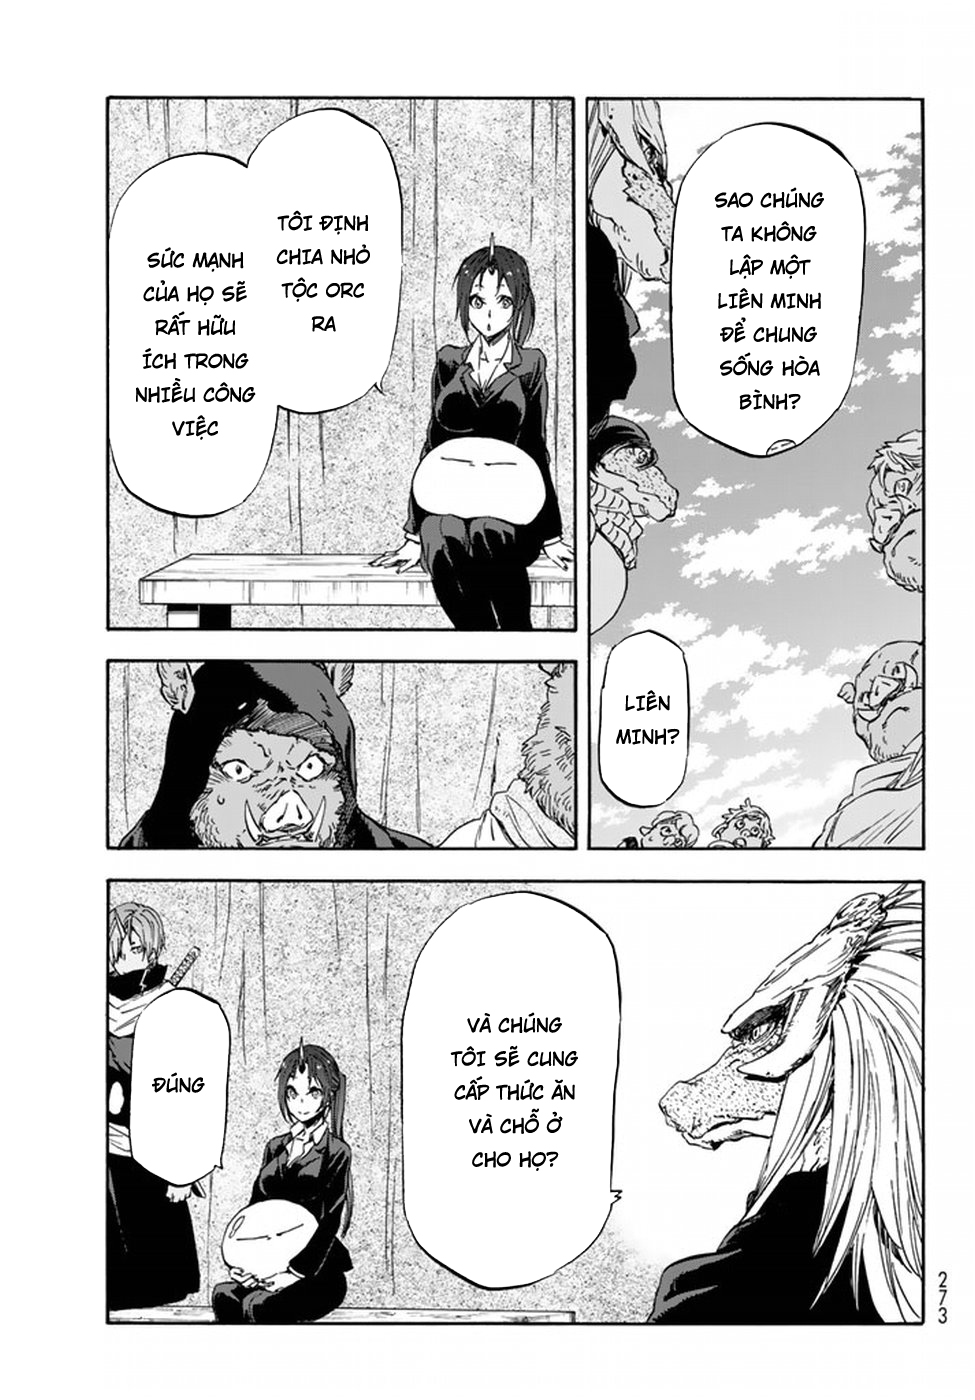 SAO CHÚNG
TA KHÔNG
LẬP MỘT
LIÊN MINH
ĐỂ CHUNG
SỐNG HÒA
BÌNH?
LIÊN
MINH?
TÔI ĐỊNH
CHIA NHỎ
TỘC ORC
RA
SỨC MẠNH
CỦA HỌ SẼ
RẤT HỮU
ÍCH TRONG
NHIỀU CÔNG
VIỆC
VÀ CHÚNG
TÔI SẼ CUNG
CẤP THỨC ĂN
VÀ CHỖ Ở
CHO HỌ?
ĐÚNG
273